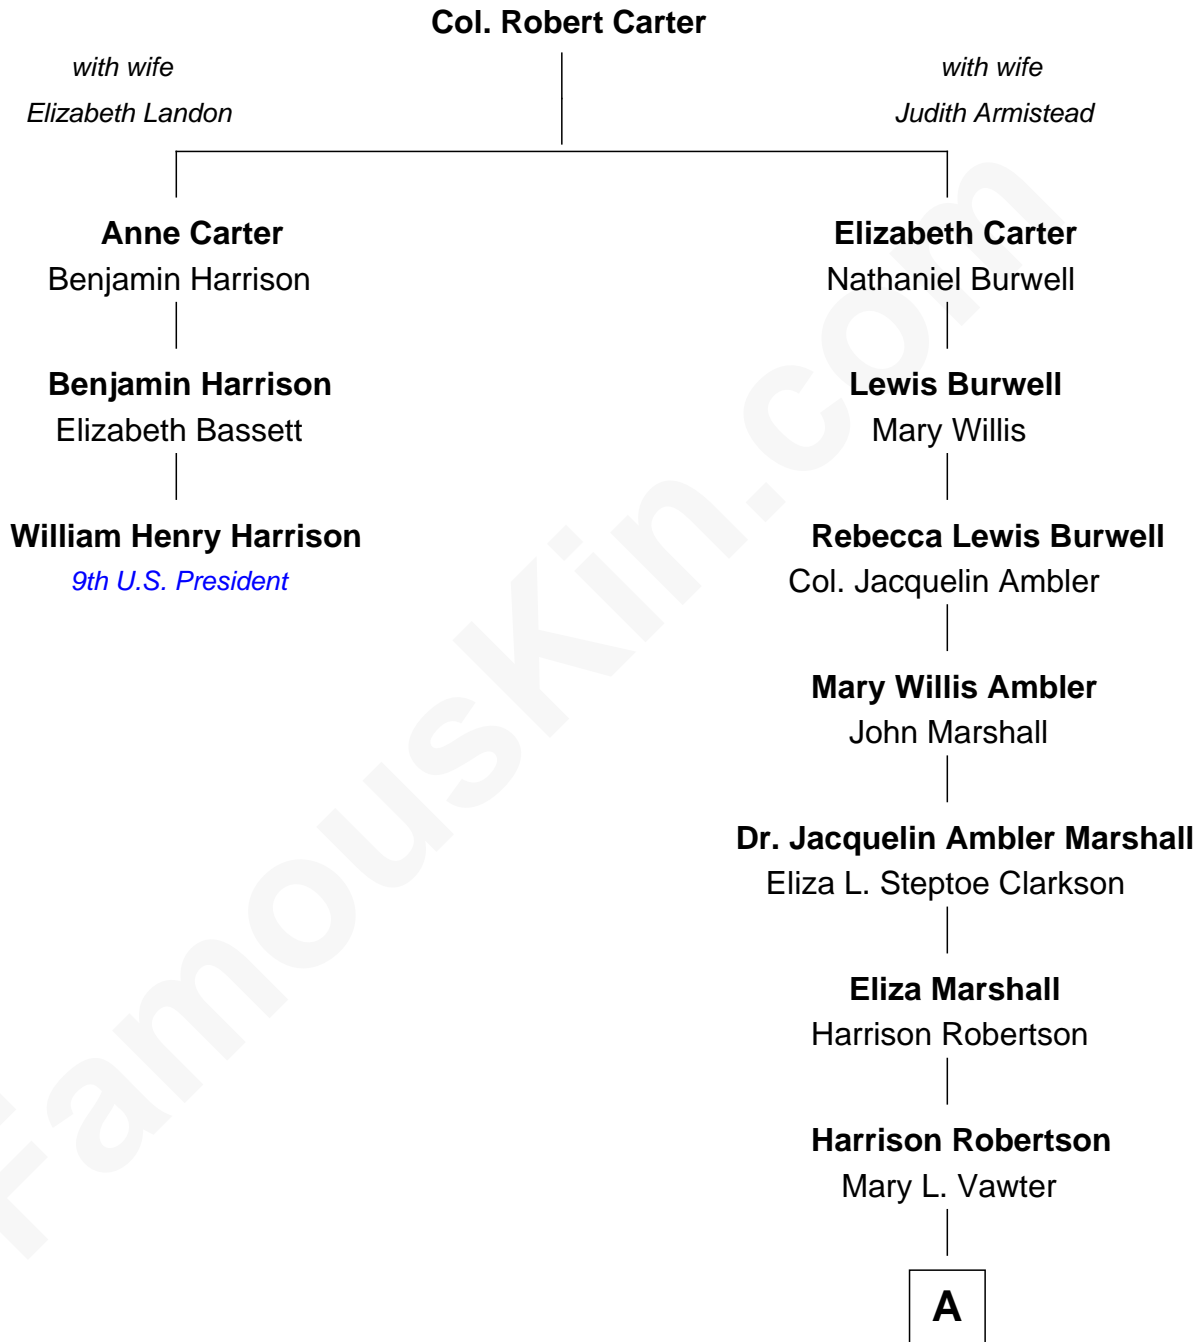 Col. Robert Carter
with wife
Elizabeth Landon
with wife
Judith Armistead
Anne Carter
Benjamin Harrison
Elizabeth Carter
Nathaniel Burwell
Benjamin Harrison
Elizabeth Bassett
Lewis Burwell
Mary Willis
William Henry Harrison
9th U.S. President
Rebecca Lewis Burwell
Col. Jacquelin Ambler
Mary Willis Ambler
John Marshall
Dr. Jacquelin Ambler Marshall
Eliza L. Steptoe Clarkson
Eliza Marshall
Harrison Robertson
Harrison Robertson
Mary L. Vawter
A
FamousKin.com